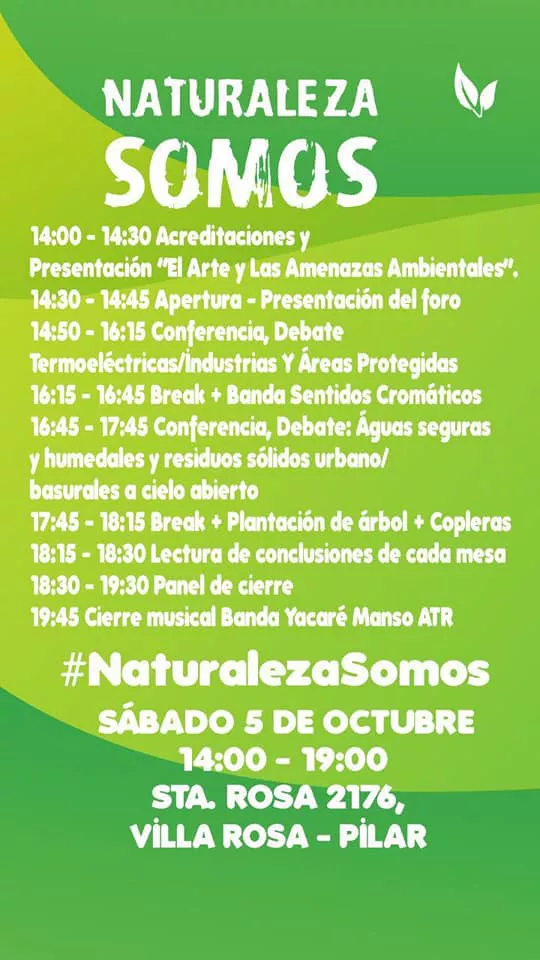 NATURALEZA
SOMOS
14:00 - 14:30 Acreditaciones y
Presentación "El Arte y Las Amenazas Ambientales".
14:30 - 14:45 Apertura - Presentación del foro
14:50 - 16:15 Conferencia, Debate
Termoeléctricas/Industrias Y Áreas Protegidas
16:15 - 16:45 Break + Banda Sentidos Cromáticos
16:45 - 17:45 Conferencia, Debate: Águas seguras
y humedales y residuos sólidos urbano/
basurales a cielo abierto
17:45 - 18:15 Break + Plantación de árbol + Copleras
18:15 - 18:30 Lectura de conclusiones de cada mesa
18:30 - 19:30 Panel de cierre
19:45 Cierre musical Banda Yacaré Manso ATR
#NaturalezaSomos
SÁBADO 5 DE OCTUBRE
14:00 - 19:00
STA. ROSA 2176,
VILLA ROSA - PILAR